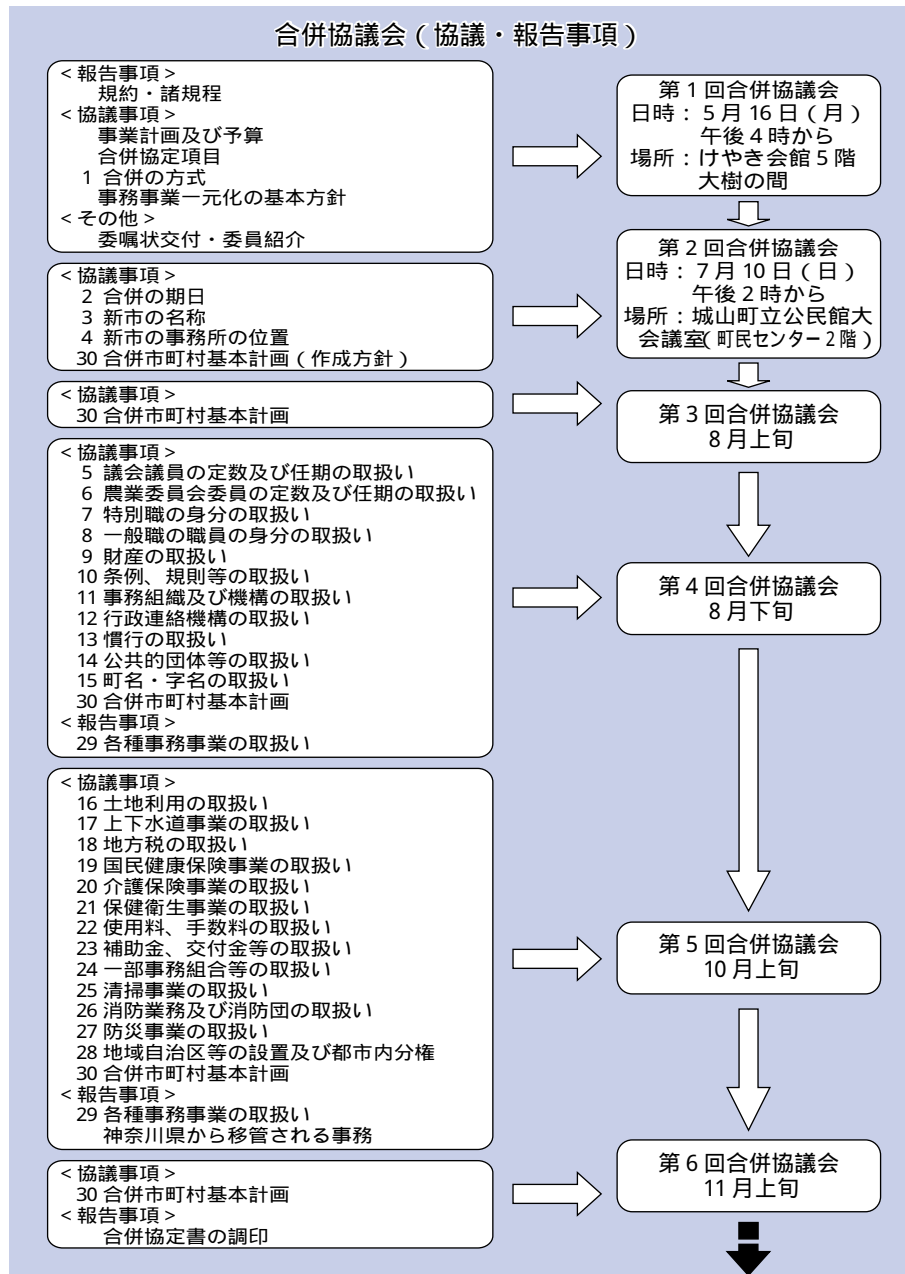 合併協議会（協議・報告事項）
＜報告事項＞
規約・諸規程
＜協議事項＞
事業計画及び予算
合併協定項目
1 合併の方式
事務事業一元化の基本方針
＜その他＞
委嘱状交付・委員紹介
第１回合併協議会
日時：５月16日（月）
午後４時から
場所：けやき会館５階
大樹の間
＜協議事項＞
2 合併の期日
3 新市の名称
4 新市の事務所の位置
30 合併市町村基本計画（作成方針）
第２回合併協議会
日時：７月10日（日）
午後２時から
場所：城山町立公民館大
会議室（町民センター２階）
＜協議事項＞
30 合併市町村基本計画
第３回合併協議会
８月上旬
＜協議事項＞
5 議会議員の定数及び任期の取扱い
6 農業委員会委員の定数及び任期の取扱い
7 特別職の身分の取扱い
8 一般職の職員の身分の取扱い
9 財産の取扱い
10 条例、規則等の取扱い
11 事務組織及び機構の取扱い
12 行政連絡機構の取扱い
13 慣行の取扱い
14 公共的団体等の取扱い
15 町名・字名の取扱い
30 合併市町村基本計画
＜報告事項＞
29 各種事務事業の取扱い
第４回合併協議会
８月下旬
＜協議事項＞
16 土地利用の取扱い
17 上下水道事業の取扱い
18 地方税の取扱い
19 国民健康保険事業の取扱い
20 介護保険事業の取扱い
21 保健衛生事業の取扱い
22 使用料、手数料の取扱い
23 補助金、交付金等の取扱い
24 一部事務組合等の取扱い
25 清掃事業の取扱い
26 消防業務及び消防団の取扱い
27 防災事業の取扱い
28 地域自治区等の設置及び都市内分権
30 合併市町村基本計画
＜報告事項＞
29 各種事務事業の取扱い
神奈川県から移管される事務
第５回合併協議会
10月上旬
＜協議事項＞
30 合併市町村基本計画
＜報告事項＞
合併協定書の調印
第６回合併協議会
11月上旬